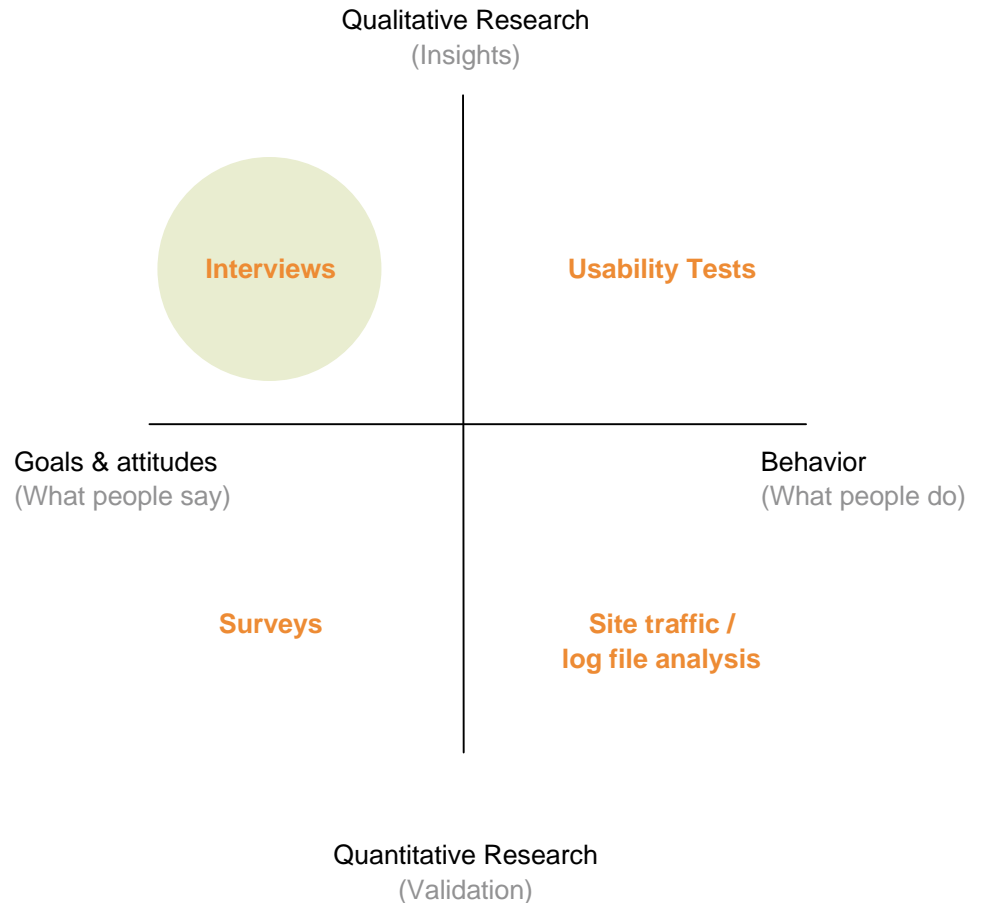 Qualitative Research
(Insights)
Interviews
Usability Tests
Goals & attitudes
(What people say)
Behavior
(What people do)
Surveys
Site traffic /
log file analysis
Quantitative Research
(Validation)